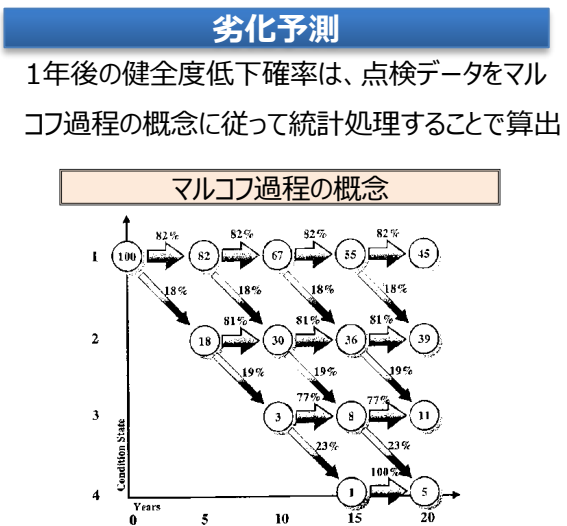 劣化予測
1年後の健全度低下確率は、点検データをマル
コフ過程の概念に従って統計処理することで算出
マルコフ過程の概念
82% 82% 82% 82%
1 100 82 67 55 45
18% 18% 18% 18%
81% 81% 81%
2 18 30 36 39
19% 19% 19%
77% 77%
3 3 8 11
23% 23%
100%
4 1 5
Condition State
Years
0 5 10 15 20